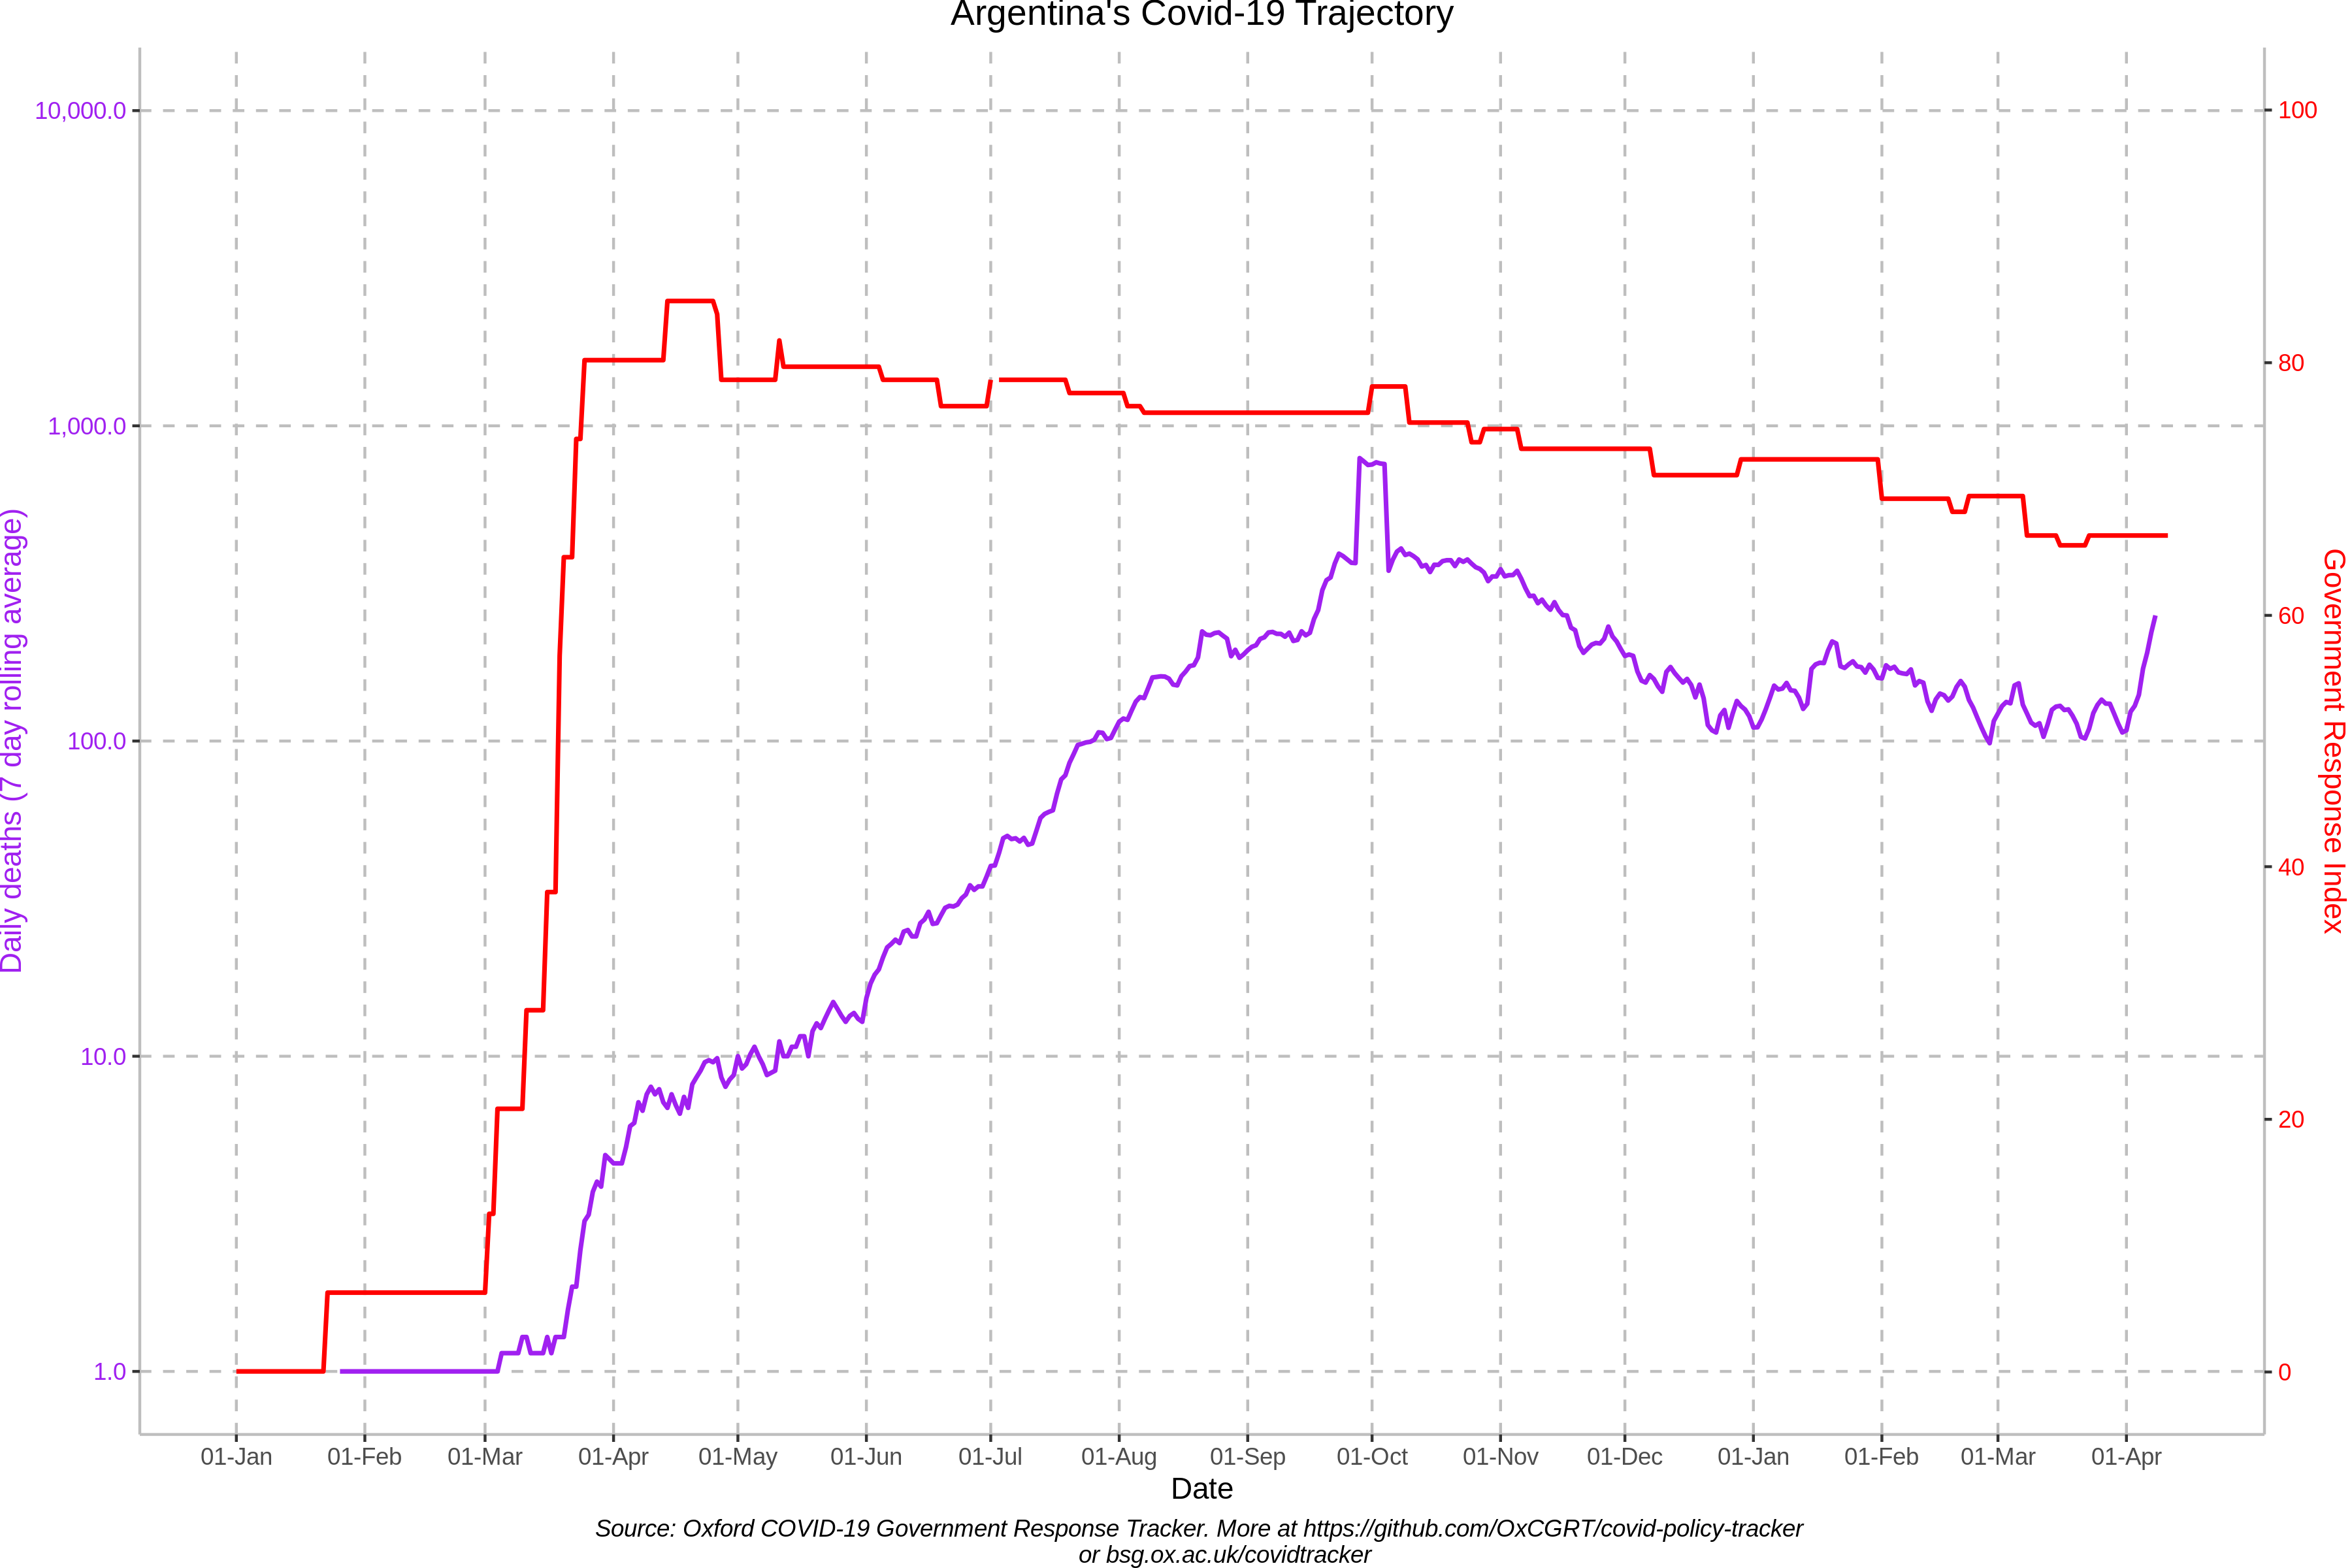 Argentina's Covid-19 Trajectory
10,000.0
1,000.0
100.0
10.0
1.0
Daily deaths (7 day rolling average)
100
80
60
40
20
0
Government Response Index
01-Jan 01-Feb 01-Mar 01-Apr 01-May 01-Jun 01-Jul 01-Aug 01-Sep 01-Oct 01-Nov 01-Dec 01-Jan 01-Feb 01-Mar 01-Apr
Date
Source: Oxford COVID-19 Government Response Tracker. More at https://github.com/OxCGRT/covid-policy-tracker
or bsg.ox.ac.uk/covidtracker